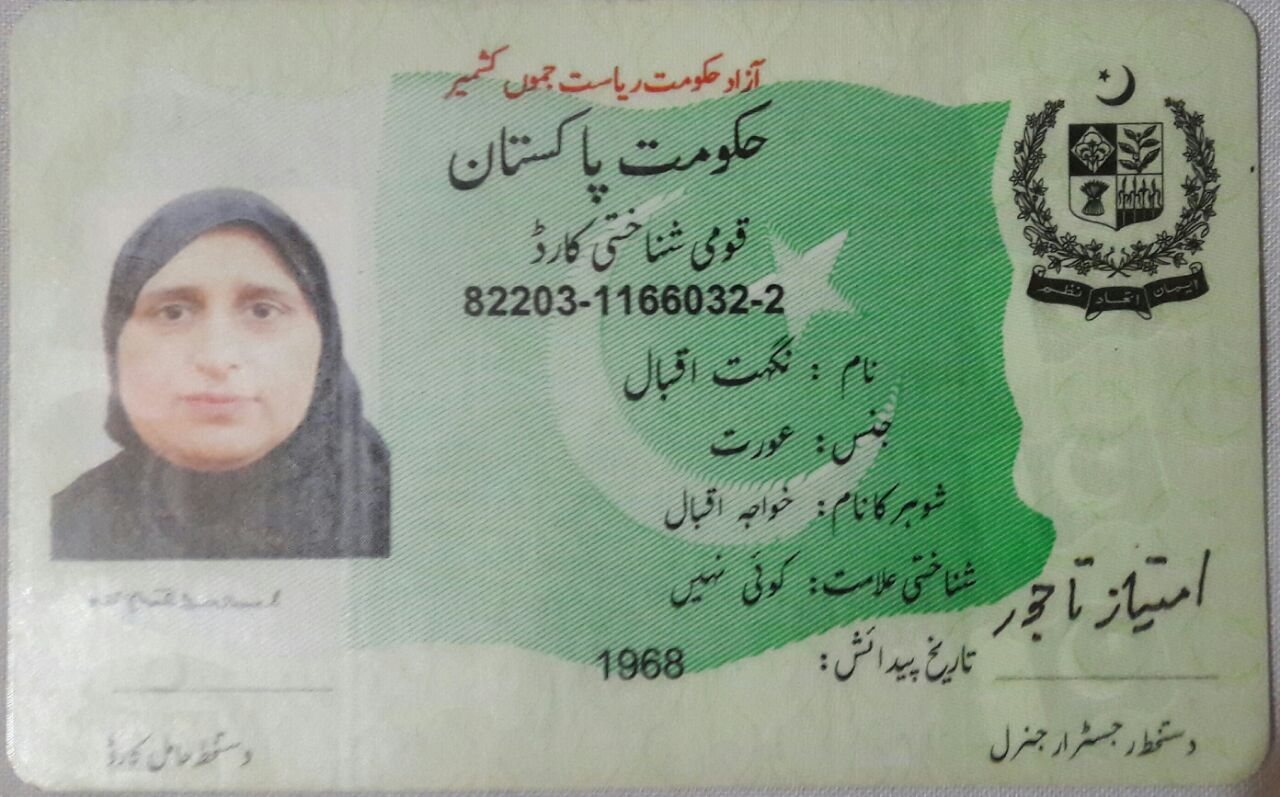 آزاد حکومت ریاست جموں کشمیر
حکومت پاکستان
قومی شناختی کارڈ
82203-1166032-2
نام : نگہت اقبال
جنس: عورت
شوہر کا نام: خواجہ اقبال
شناختی علامت: کوئی نہیں
تاریخ پیدائش: 1968
ایمان اتحاد نظم
امتیاز تاجور
دستخط رجسٹرار جنرل
دستخط حامل کارڈ